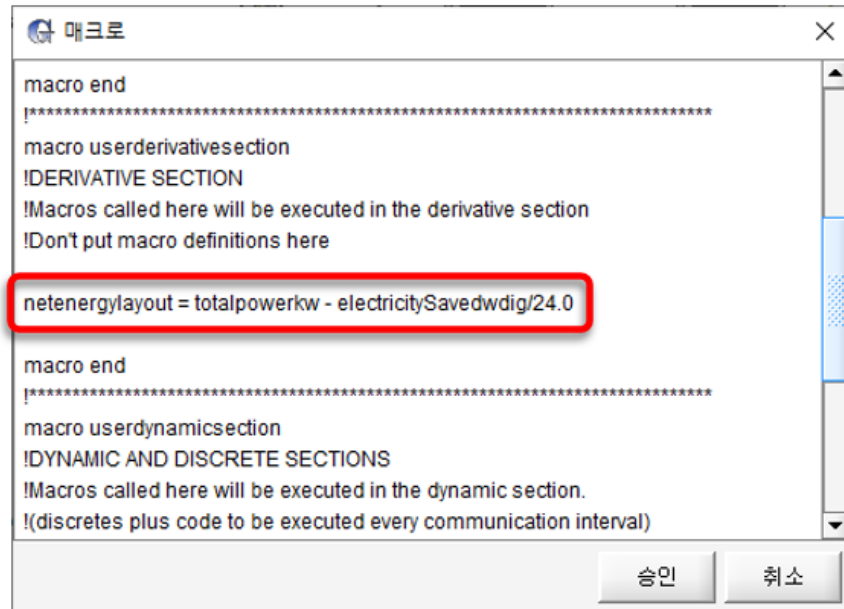 매크로
macro end
!********************************************************************************
macro userderivativesection
!DERIVATIVE SECTION
!Macros called here will be executed in the derivative section
!Don't put macro definitions here
netenergylayout = totalpowerkw - electricitySavedwdig/24.0
macro end
!********************************************************************************
macro userdynamicsection
!DYNAMIC AND DISCRETE SECTIONS
!Macros called here will be executed in the dynamic section.
!(discretes plus code to be executed every communication interval)
승인 취소